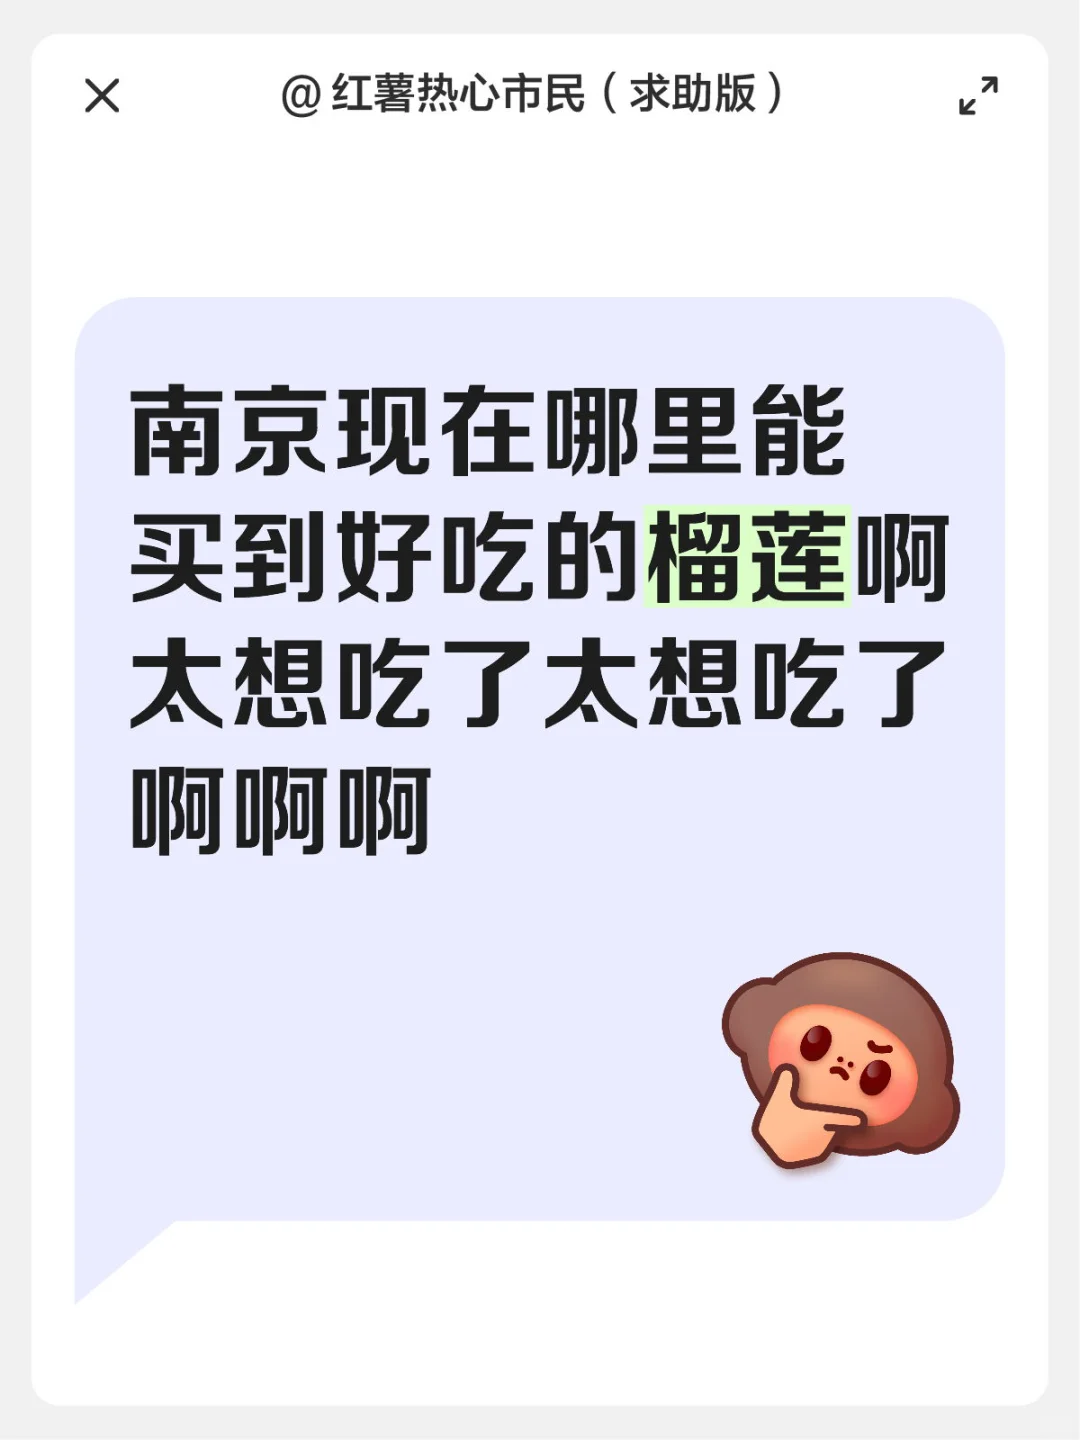 @红薯热心市民（求助版）
南京现在哪里能
买到好吃的榴莲啊
太想吃了太想吃了
啊啊啊